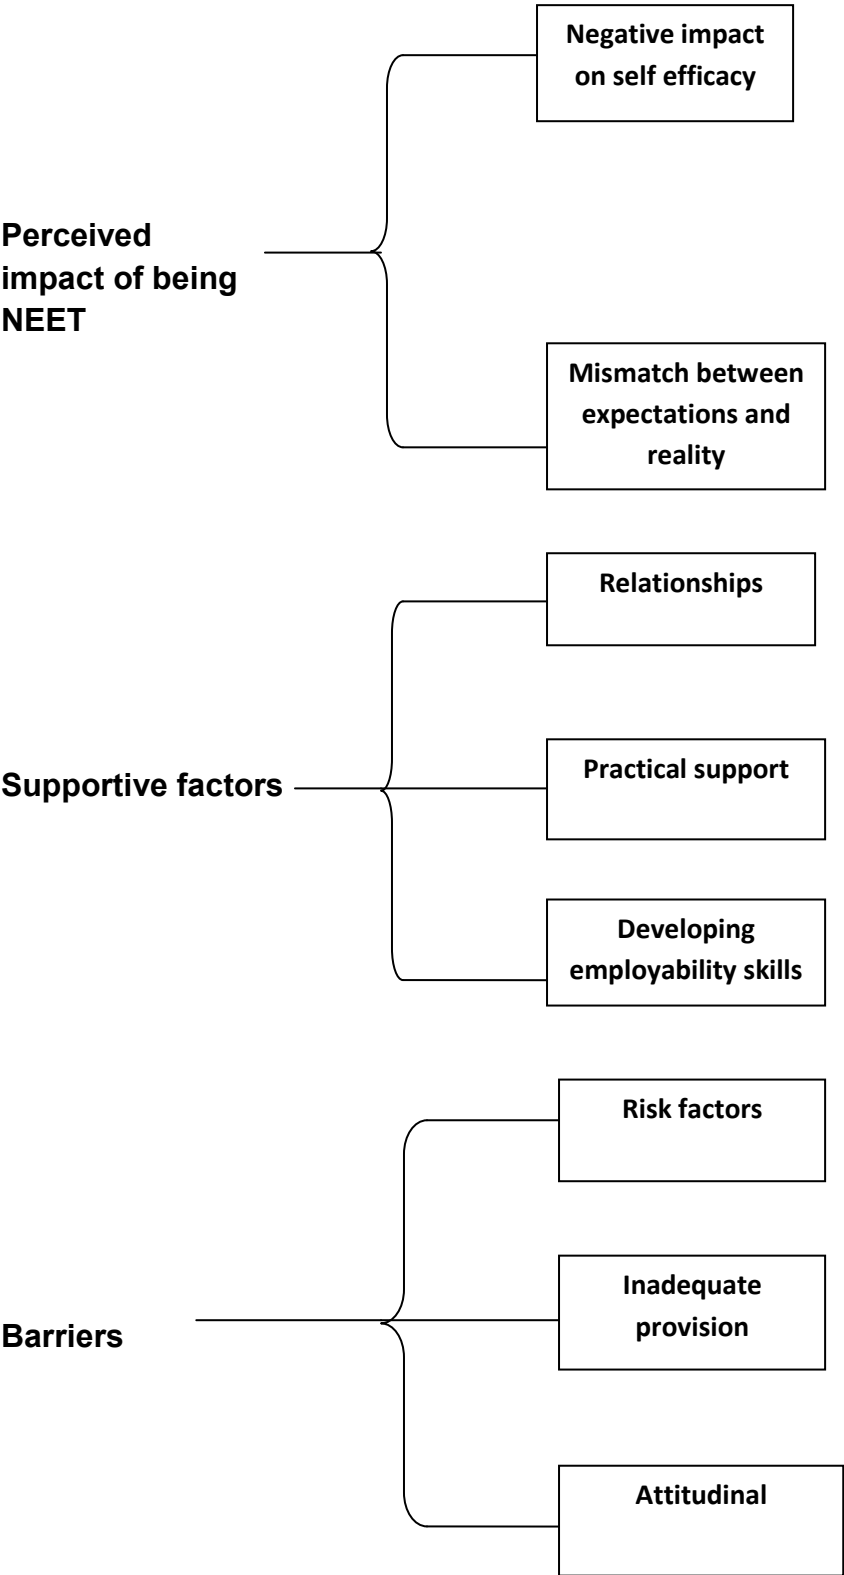 Negative impact
on self efficacy
Perceived
impact of being
NEET
Mismatch between
expectations and
reality
Relationships
Supportive factors
Practical support
Developing
employability skills
Risk factors
Barriers
Inadequate
provision
Attitudinal